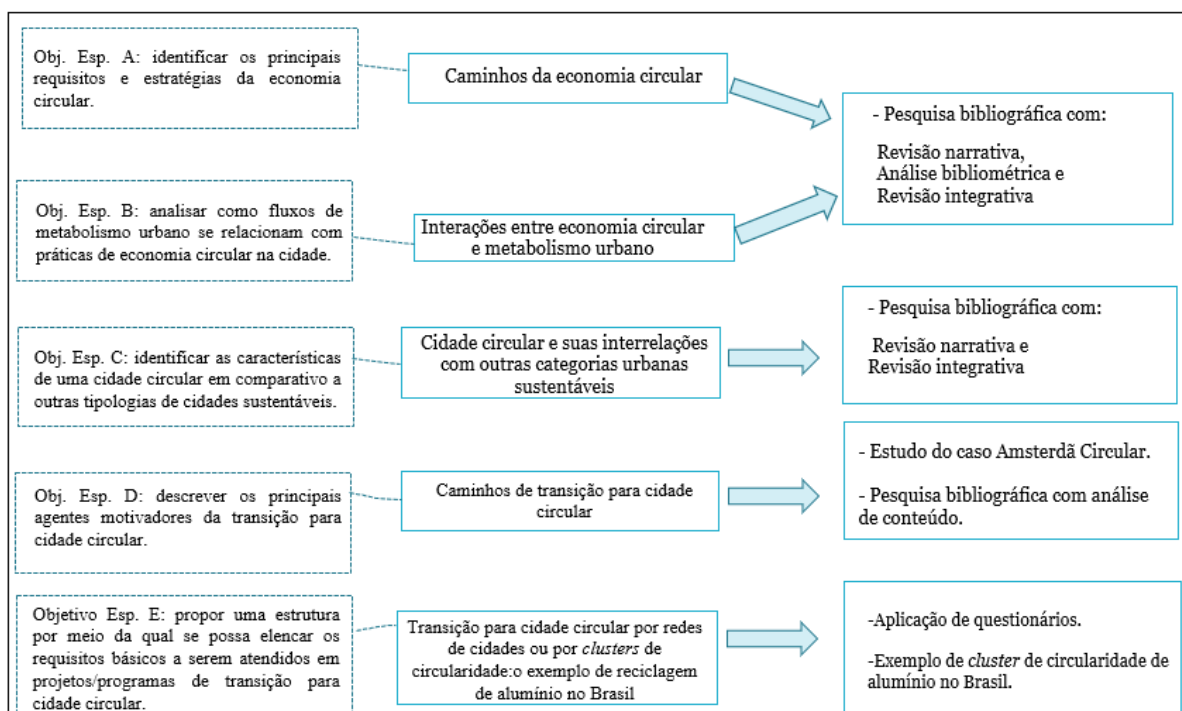 Obj. Esp. A: identificar os principais
requisitos e estratégias da economia
circular.
Caminhos da economia circular
- Pesquisa bibliográfica com:
Revisão narrativa,
Análise bibliométrica e
Revisão integrativa
Obj. Esp. B: analisar como fluxos de
metabolismo urbano se relacionam com
práticas de economia circular na cidade.
Interações entre economia circular
e metabolismo urbano
Obj. Esp. C: identificar as características
de uma cidade circular em comparativo a
outras tipologias de cidades sustentáveis.
Cidade circular e suas interrelações
com outras categorias urbanas
sustentáveis
- Pesquisa bibliográfica com:
Revisão narrativa e
Revisão integrativa
Obj. Esp. D: descrever os principais
agentes motivadores da transição para
cidade circular.
Caminhos de transição para cidade
circular
- Estudo do caso Amsterdã Circular.
- Pesquisa bibliográfica com análise
de conteúdo.
Objetivo Esp. E: propor uma estrutura
por meio da qual se possa elencar os
requisitos básicos a serem atendidos em
projetos/programas de transição para
cidade circular.
Transição para cidade circular por redes
de cidades ou por clusters de
circularidade:o exemplo de reciclagem
de alumínio no Brasil
-Aplicação de questionários.
-Exemplo de cluster de circularidade de
alumínio no Brasil.